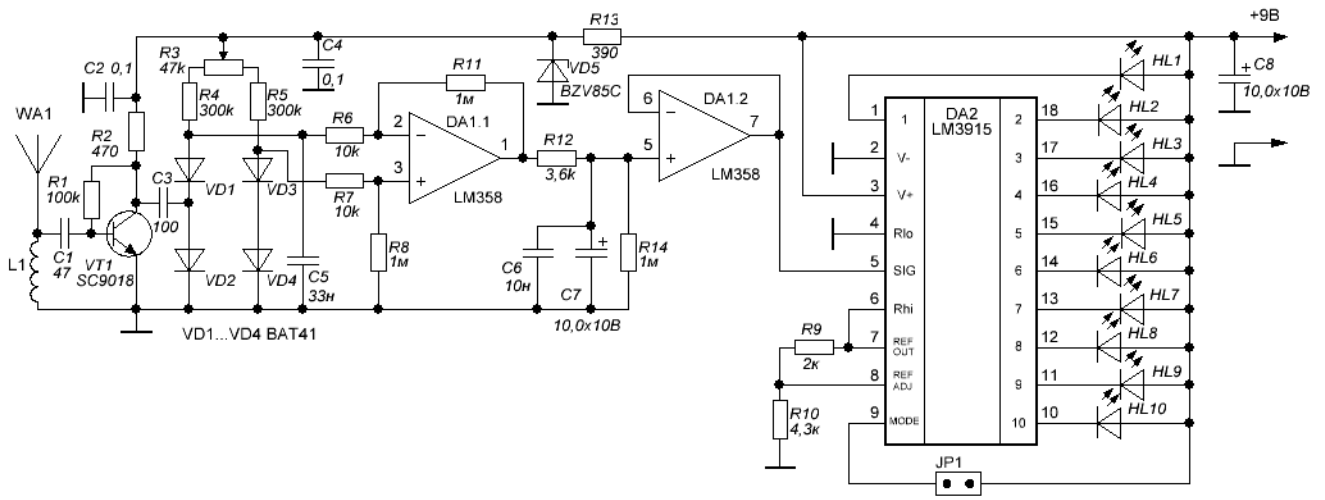 +9В
R13
390
C4
0,1
R3
47k
C2 0,1
R4
300k
R5
300k
R11
1м
VD5
BZV85C
HL1
C8
10,0х10В
WA1
R2
470
R6
10k
2
DA1.1
1
3
LM358
R12
3,6k
6
DA1.2
7
5
LM358
DA2
LM3915
1
1
2
18
HL2
2
V-
3
17
HL3
3
V+
4
16
HL4
4
Rlo
5
15
HL5
5
SIG
6
14
HL6
6
Rhi
7
13
HL7
7
REF
OUT
8
12
HL8
8
REF
ADJ
9
11
HL9
9
MODE
10
10
HL10
R1
100k
C3
100
VD1
VD3
R7
10k
R8
1м
C1
47
VT1
SC9018
L1
VD2
VD4
C5
33н
C6
10н
C7
10,0х10В
R14
1м
VD1...VD4 BAT41
R9
2к
R10
4,3к
JP1